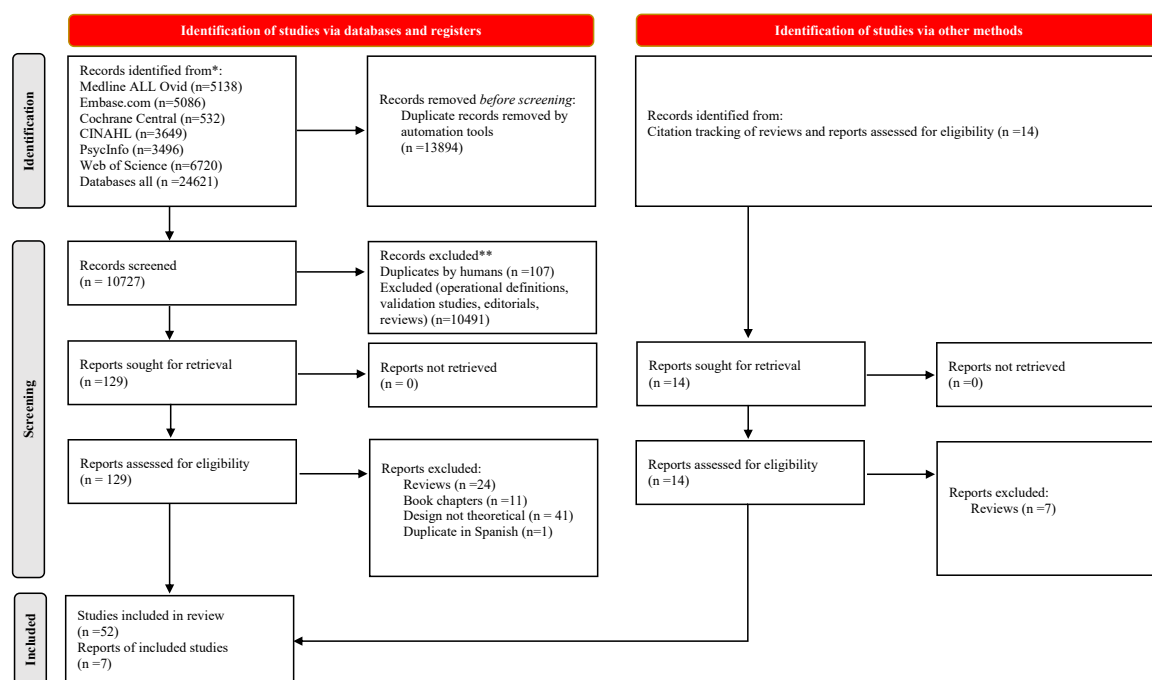 Identification of studies via databases and registers
Identification of studies via other methods
Identification
Records identified from*:
Medline ALL Ovid (n=5138)
Embase.com (n=5086)
Cochrane Central (n=532)
CINAHL (n=3649)
PsycInfo (n=3496)
Web of Science (n=6720)
Databases all (n =24621)
Records removed before screening:
Duplicate records removed by
automation tools
(n =13894)
Records identified from:
Citation tracking of reviews and reports assessed for eligibility (n =14)
Screening
Records screened
(n = 10727)
Records excluded**
Duplicates by humans (n =107)
Excluded (operational definitions,
validation studies, editorials,
reviews) (n=10491)
Reports sought for retrieval
(n =129)
Reports not retrieved
(n = 0)
Reports sought for retrieval
(n =14)
Reports not retrieved
(n =0)
Reports assessed for eligibility
(n = 129)
Reports excluded:
Reviews (n =24)
Book chapters (n =11)
Design not theoretical (n = 41)
Duplicate in Spanish (n=1)
Reports assessed for eligibility
(n =14)
Reports excluded:
Reviews (n =7)
Included
Studies included in review
(n =52)
Reports of included studies
(n =7)